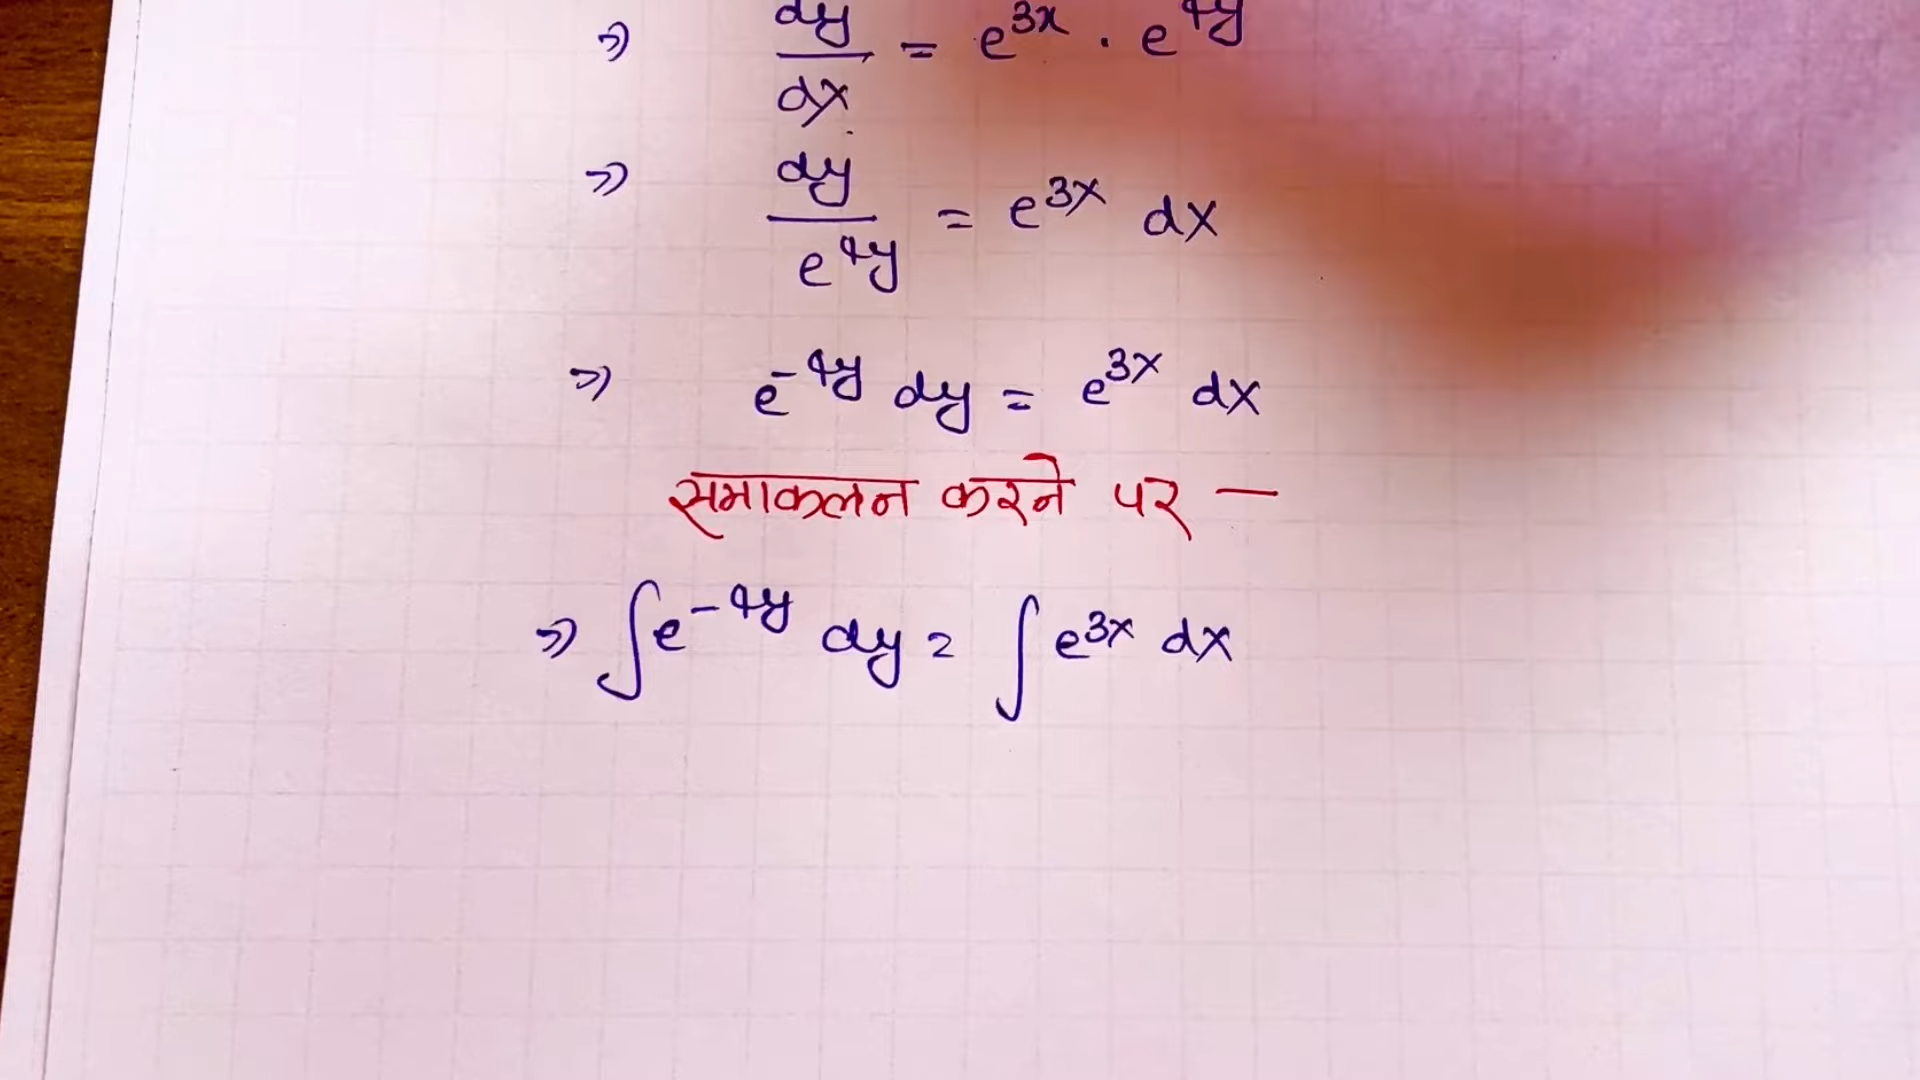 ⇒ dy/dx = e^3x · e^4y
⇒ dy/e^4y = e^3x dx
⇒ e^-4y dy = e^3x dx
समाकलन करने पर —
⇒ ∫e^-4y dy = ∫e^3x dx